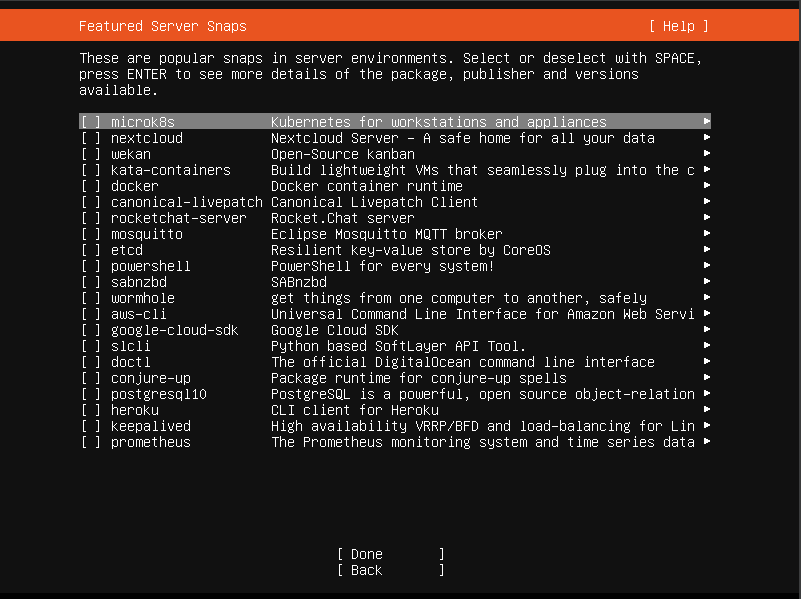 Featured Server Snaps [ Help ]
These are popular snaps in server environments. Select or deselect with SPACE,
press ENTER to see more details of the package, publisher and versions
available.
[ ] microk8s Kubernetes for workstations and appliances ▸
[ ] nextcloud Nextcloud Server - A safe home for all your data ▸
[ ] wekan Open-Source kanban ▸
[ ] kata-containers Build lightweight VMs that seamlessly plug into the c ▸
[ ] docker Docker container runtime ▸
[ ] canonical-livepatch Canonical Livepatch Client ▸
[ ] rocketchat-server Rocket.Chat server ▸
[ ] mosquitto Eclipse Mosquitto MQTT broker ▸
[ ] etcd Resilient key-value store by CoreOS ▸
[ ] powershell PowerShell for every system! ▸
[ ] sabnzbd SABnzbd ▸
[ ] wormhole get things from one computer to another, safely ▸
[ ] aws-cli Universal Command Line Interface for Amazon Web Servi ▸
[ ] google-cloud-sdk Google Cloud SDK ▸
[ ] slcli Python based SoftLayer API Tool. ▸
[ ] doctl The official DigitalOcean command line interface ▸
[ ] conjure-up Package runtime for conjure-up spells ▸
[ ] postgresql10 PostgreSQL is a powerful, open source object-relation ▸
[ ] heroku CLI client for Heroku ▸
[ ] keepalived High availability VRRP/BFD and load-balancing for Lin ▸
[ ] prometheus The Prometheus monitoring system and time series data ▸
[ Done ]
[ Back ]